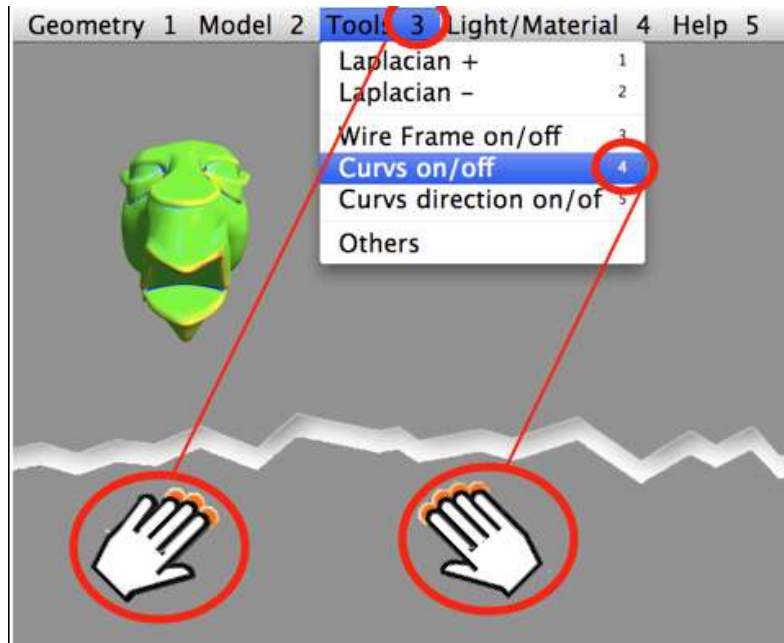 Geometry 1 Model 2 Tools 3 Light/Material 4 Help 5
Laplacian + 1
Laplacian - 2
Wire Frame on/off 3
Curvs on/off 4
Curvs direction on/of 5
Others